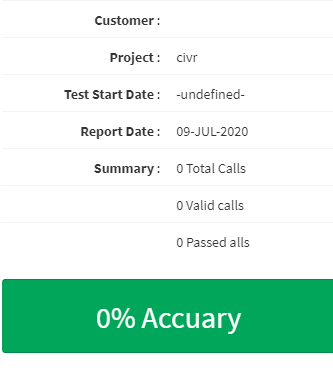 Customer :
Project : civr
Test Start Date : -undefined-
Report Date : 09-JUL-2020
Summary : 0 Total Calls
0 Valid calls
0 Passed alls
0% Accuary